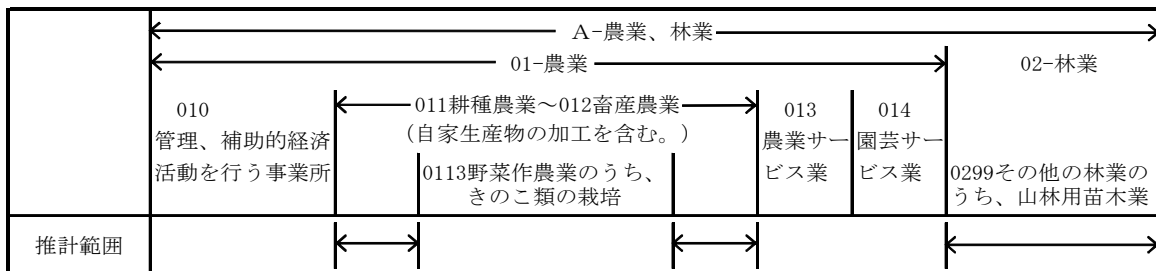 A-農業、林業
01-農業
02-林業
010
管理、補助的経済
活動を行う事業所
011耕種農業～012畜産農業
（自家生産物の加工を含む。）
0113野菜作農業のうち、
きのこ類の栽培
013
農業サー
ビス業
014
園芸サー
ビス業
0299その他の林業の
うち、山林用苗木業
推計範囲